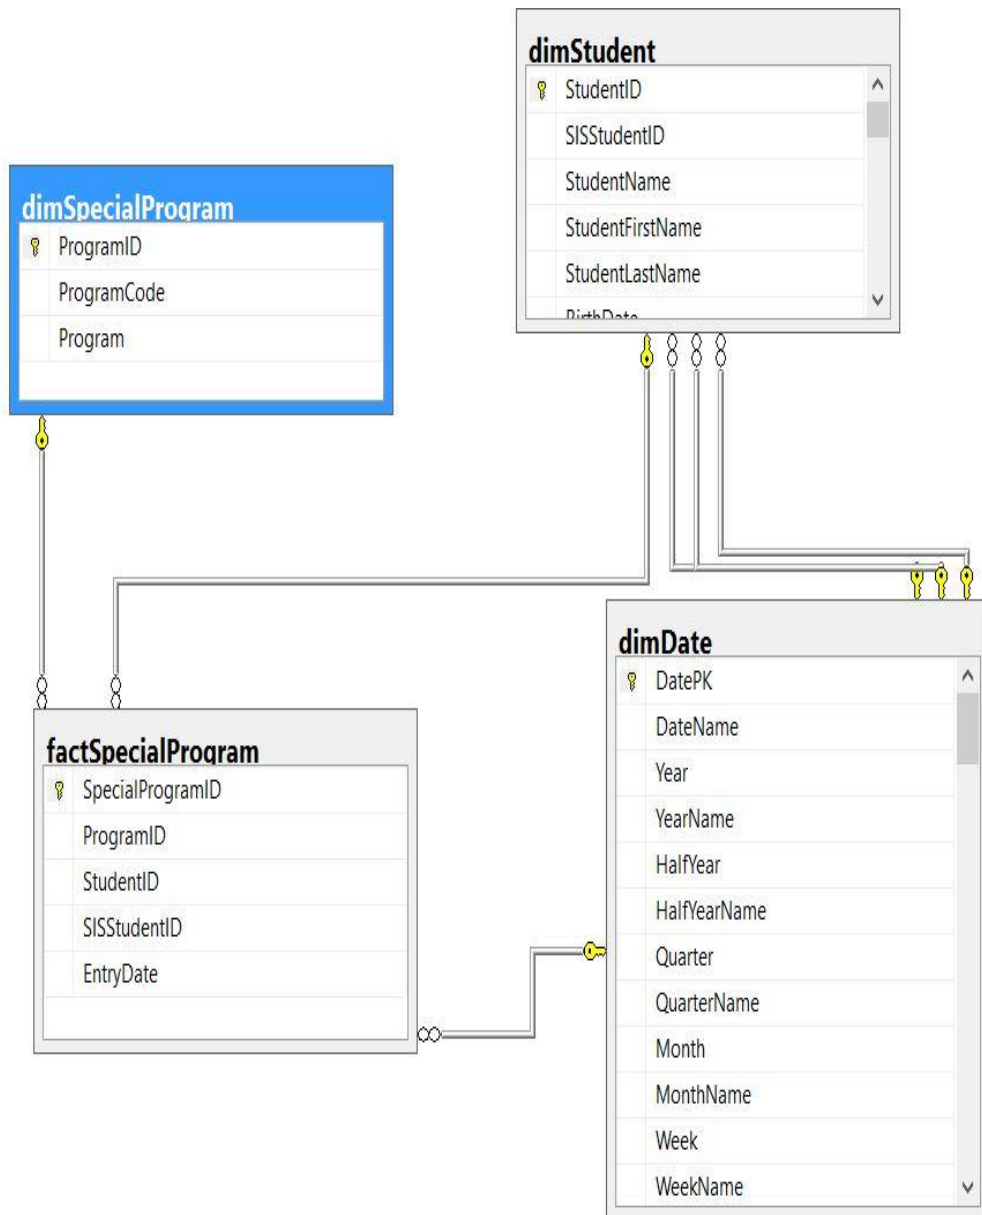 dimStudent
StudentID
SISStudentID
StudentName
StudentFirstName
StudentLastName
BirthDate
dimSpecialProgram
ProgramID
ProgramCode
Program
dimDate
DatePK
DateName
Year
YearName
HalfYear
HalfYearName
Quarter
QuarterName
Month
MonthName
Week
WeekName
factSpecialProgram
SpecialProgramID
ProgramID
StudentID
SISStudentID
EntryDate